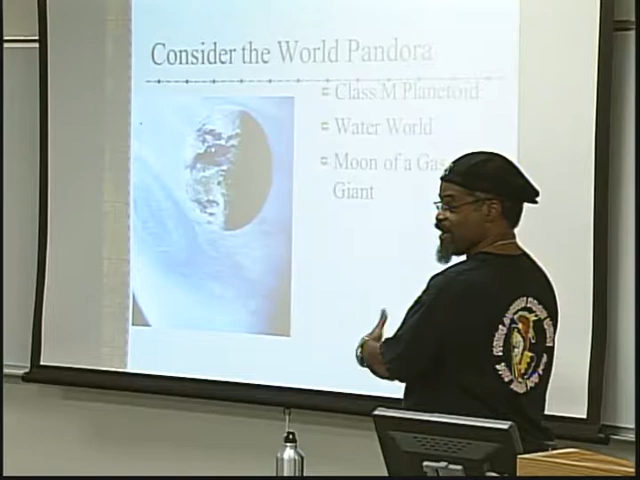 Consider the World Pandora
Class M Planetoid
Water World
Moon of a Gas
Giant